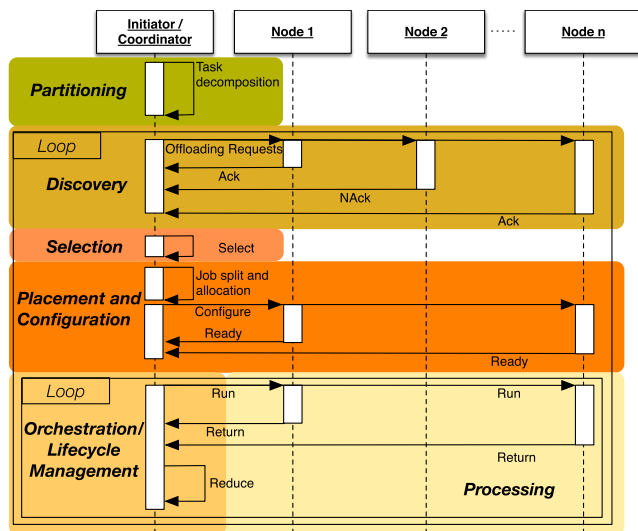 Initiator /
Coordinator
Node 1
Node 2
.....
Node n
Partitioning
Task
decomposition
Loop
Offloading Requests
Discovery
Ack
NAck
Ack
Selection
Select
Placement and
Configuration
Job split and
allocation
Configure
Ready
Ready
Loop
Run
Run
Orchestration/
Lifecycle
Management
Return
Return
Reduce
Processing